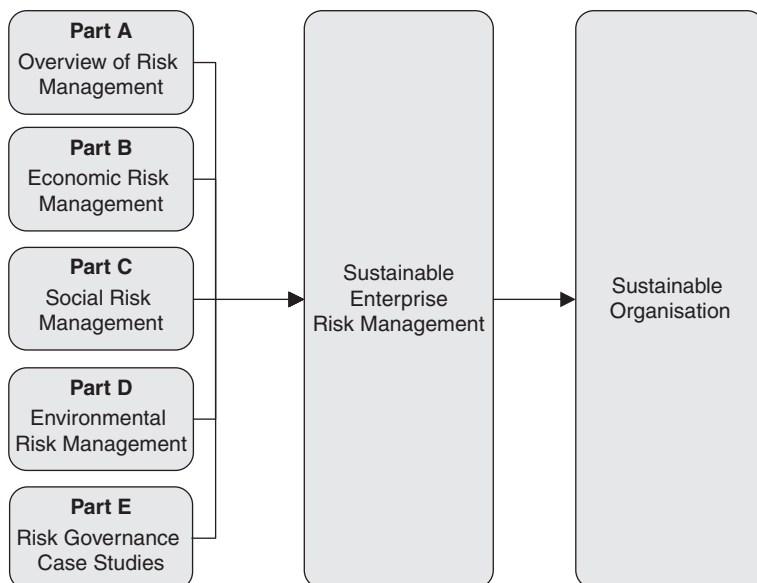 Part A
Overview of Risk
Management
Part B
Economic Risk
Management
Part C
Social Risk
Management
Part D
Environmental
Risk Management
Part E
Risk Governance
Case Studies
Sustainable
Enterprise
Risk Management
Sustainable
Organisation